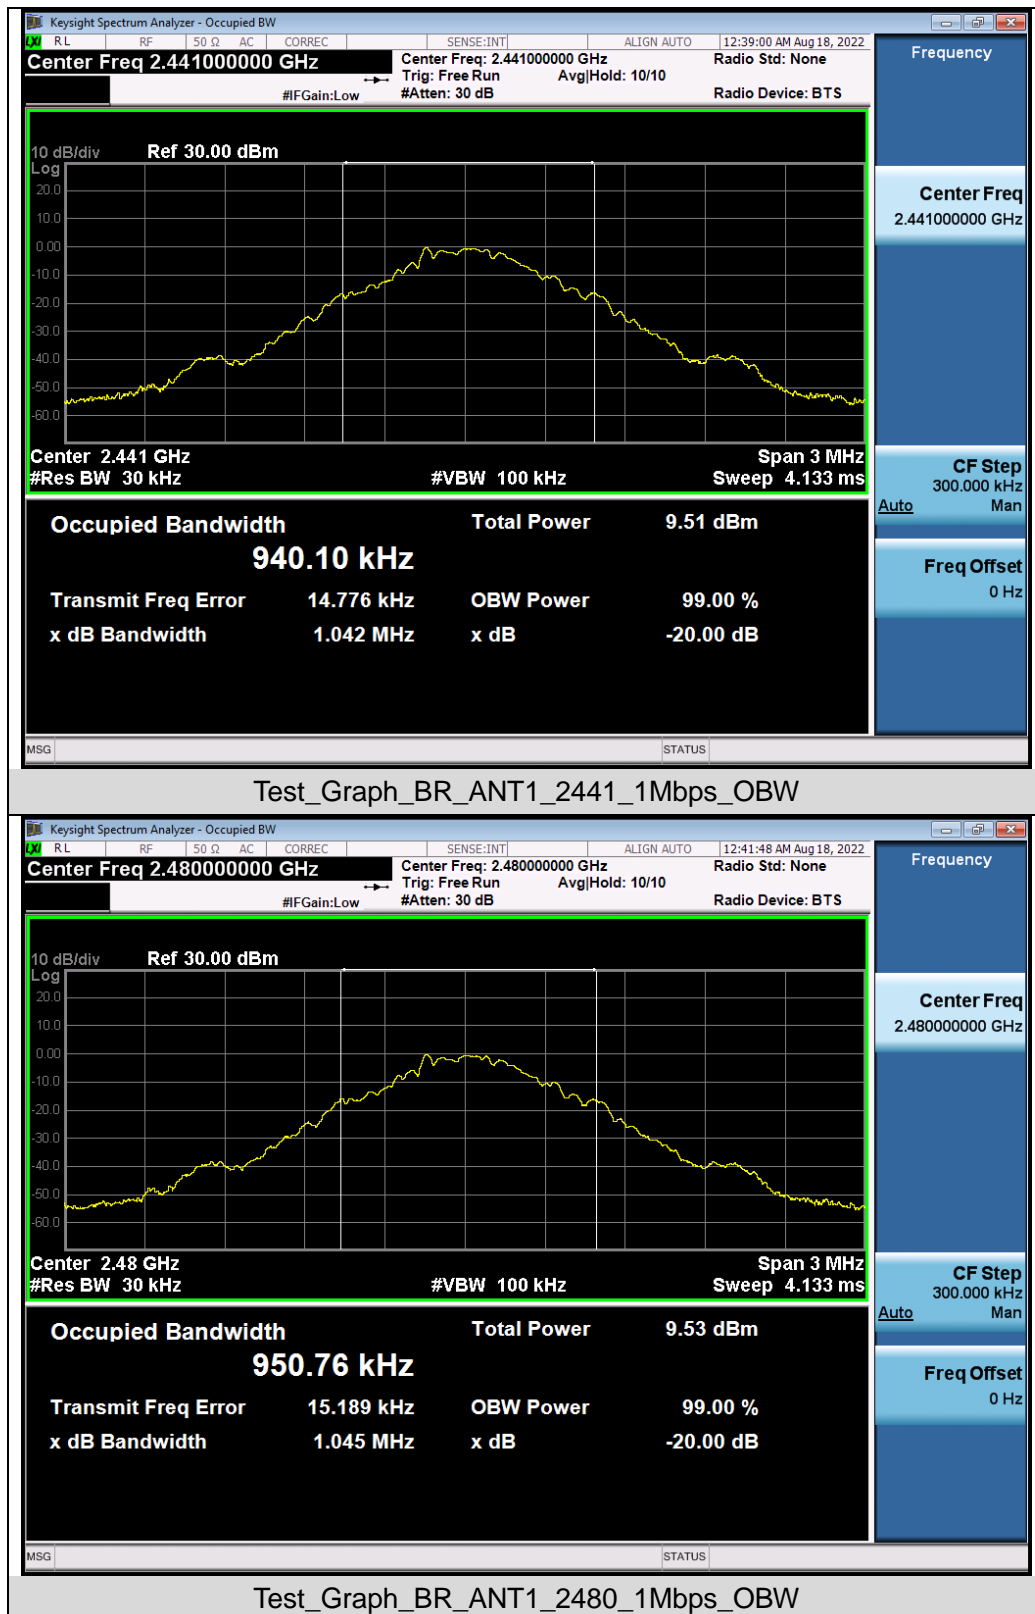 Keysight Spectrum Analyzer - Occupied BW
LXI RL RF 50 Ω AC CORREC SENSE:INT ALIGN AUTO 12:39:00 AM Aug 18, 2022
Center Freq 2.441000000 GHz
Center Freq: 2.441000000 GHz Radio Std: None
Trig: Free Run Avg|Hold: 10/10
#IFGain:Low #Atten: 30 dB Radio Device: BTS
Frequency
10 dB/div Ref 30.00 dBm
Log
20.0
10.0
0.00
-10.0
-20.0
-30.0
-40.0
-50.0
-60.0
Center Freq
2.441000000 GHz
Center 2.441 GHz Span 3 MHz
#Res BW 30 kHz #VBW 100 kHz Sweep 4.133 ms
CF Step
300.000 kHz
Auto Man
Occupied Bandwidth Total Power 9.51 dBm
940.10 kHz
Transmit Freq Error 14.776 kHz OBW Power 99.00 %
x dB Bandwidth 1.042 MHz x dB -20.00 dB
Freq Offset
0 Hz
MSG STATUS
Test_Graph_BR_ANT1_2441_1Mbps_OBW
Keysight Spectrum Analyzer - Occupied BW
LXI RL RF 50 Ω AC CORREC SENSE:INT ALIGN AUTO 12:41:48 AM Aug 18, 2022
Center Freq 2.480000000 GHz
Center Freq: 2.480000000 GHz Radio Std: None
Trig: Free Run Avg|Hold: 10/10
#IFGain:Low #Atten: 30 dB Radio Device: BTS
Frequency
10 dB/div Ref 30.00 dBm
Log
20.0
10.0
0.00
-10.0
-20.0
-30.0
-40.0
-50.0
-60.0
Center Freq
2.480000000 GHz
Center 2.48 GHz Span 3 MHz
#Res BW 30 kHz #VBW 100 kHz Sweep 4.133 ms
CF Step
300.000 kHz
Auto Man
Occupied Bandwidth Total Power 9.53 dBm
950.76 kHz
Transmit Freq Error 15.189 kHz OBW Power 99.00 %
x dB Bandwidth 1.045 MHz x dB -20.00 dB
Freq Offset
0 Hz
MSG STATUS
Test_Graph_BR_ANT1_2480_1Mbps_OBW